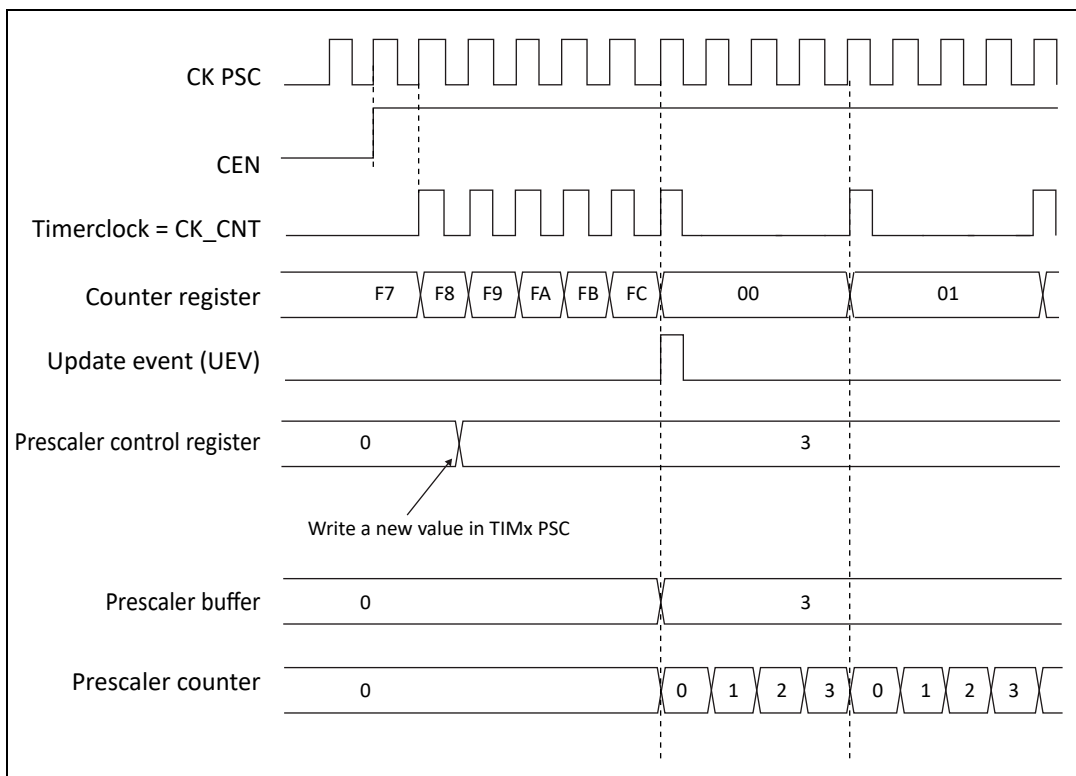 CK PSC
CEN
Timerclock = CK_CNT
Counter register
F7 F8 F9 FA FB FC 00 01
Update event (UEV)
Prescaler control register
0 3
Write a new value in TIMx PSC
Prescaler buffer
0 3
Prescaler counter
0 0 1 2 3 0 1 2 3